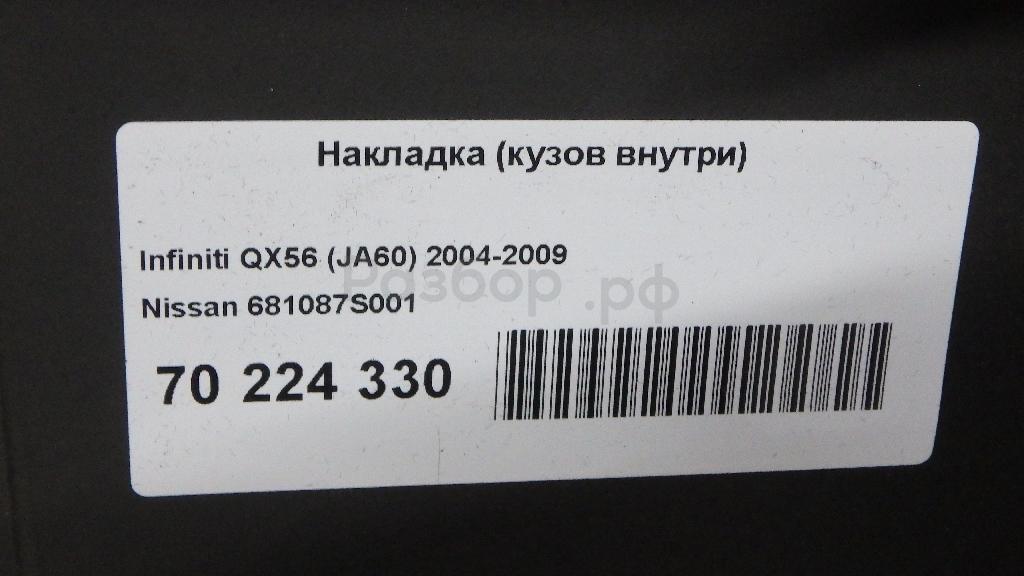 Накладка (кузов внутри)
Infiniti QX56 (JA60) 2004-2009
Разбор.рф
Nissan 681087S001
70 224 330